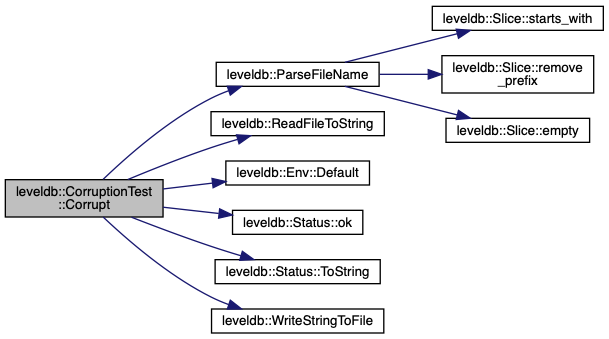 leveldb::Slice::starts_with
leveldb::ParseFileName
leveldb::Slice::remove
_prefix
leveldb::Slice::empty
leveldb::ReadFileToString
leveldb::Env::Default
leveldb::CorruptionTest
::Corrupt
leveldb::Status::ok
leveldb::Status::ToString
leveldb::WriteStringToFile